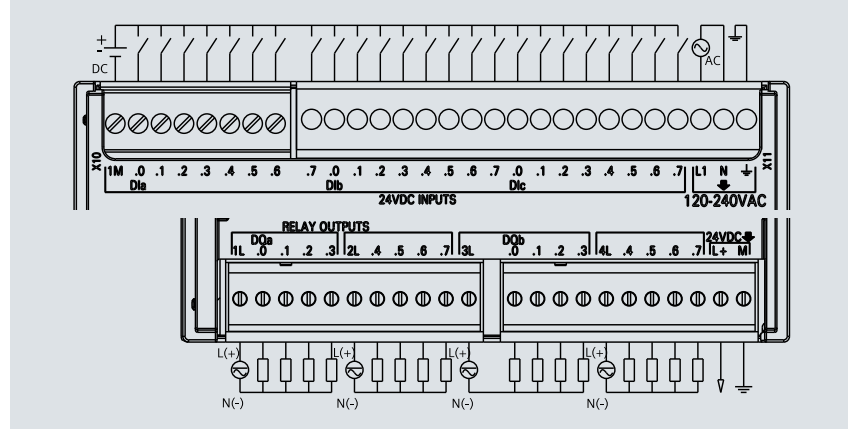 +
-
DC
AC
X10
X11
1M .0 .1 .2 .3 .4 .5 .6 .7 .0 .1 .2 .3 .4 .5 .6 .7 .0 .1 .2 .3 .4 .5 .6 .7 L1 N
DIa DIb DIc
24VDC INPUTS
120-240VAC
RELAY OUTPUTS
DQa DQb 24VDC
1L .0 .1 .2 .3 2L .4 .5 .6 .7 3L .0 .1 .2 .3 4L .4 .5 .6 .7 L+ M
L(+) L(+) L(+) L(+)
N(-) N(-) N(-) N(-)